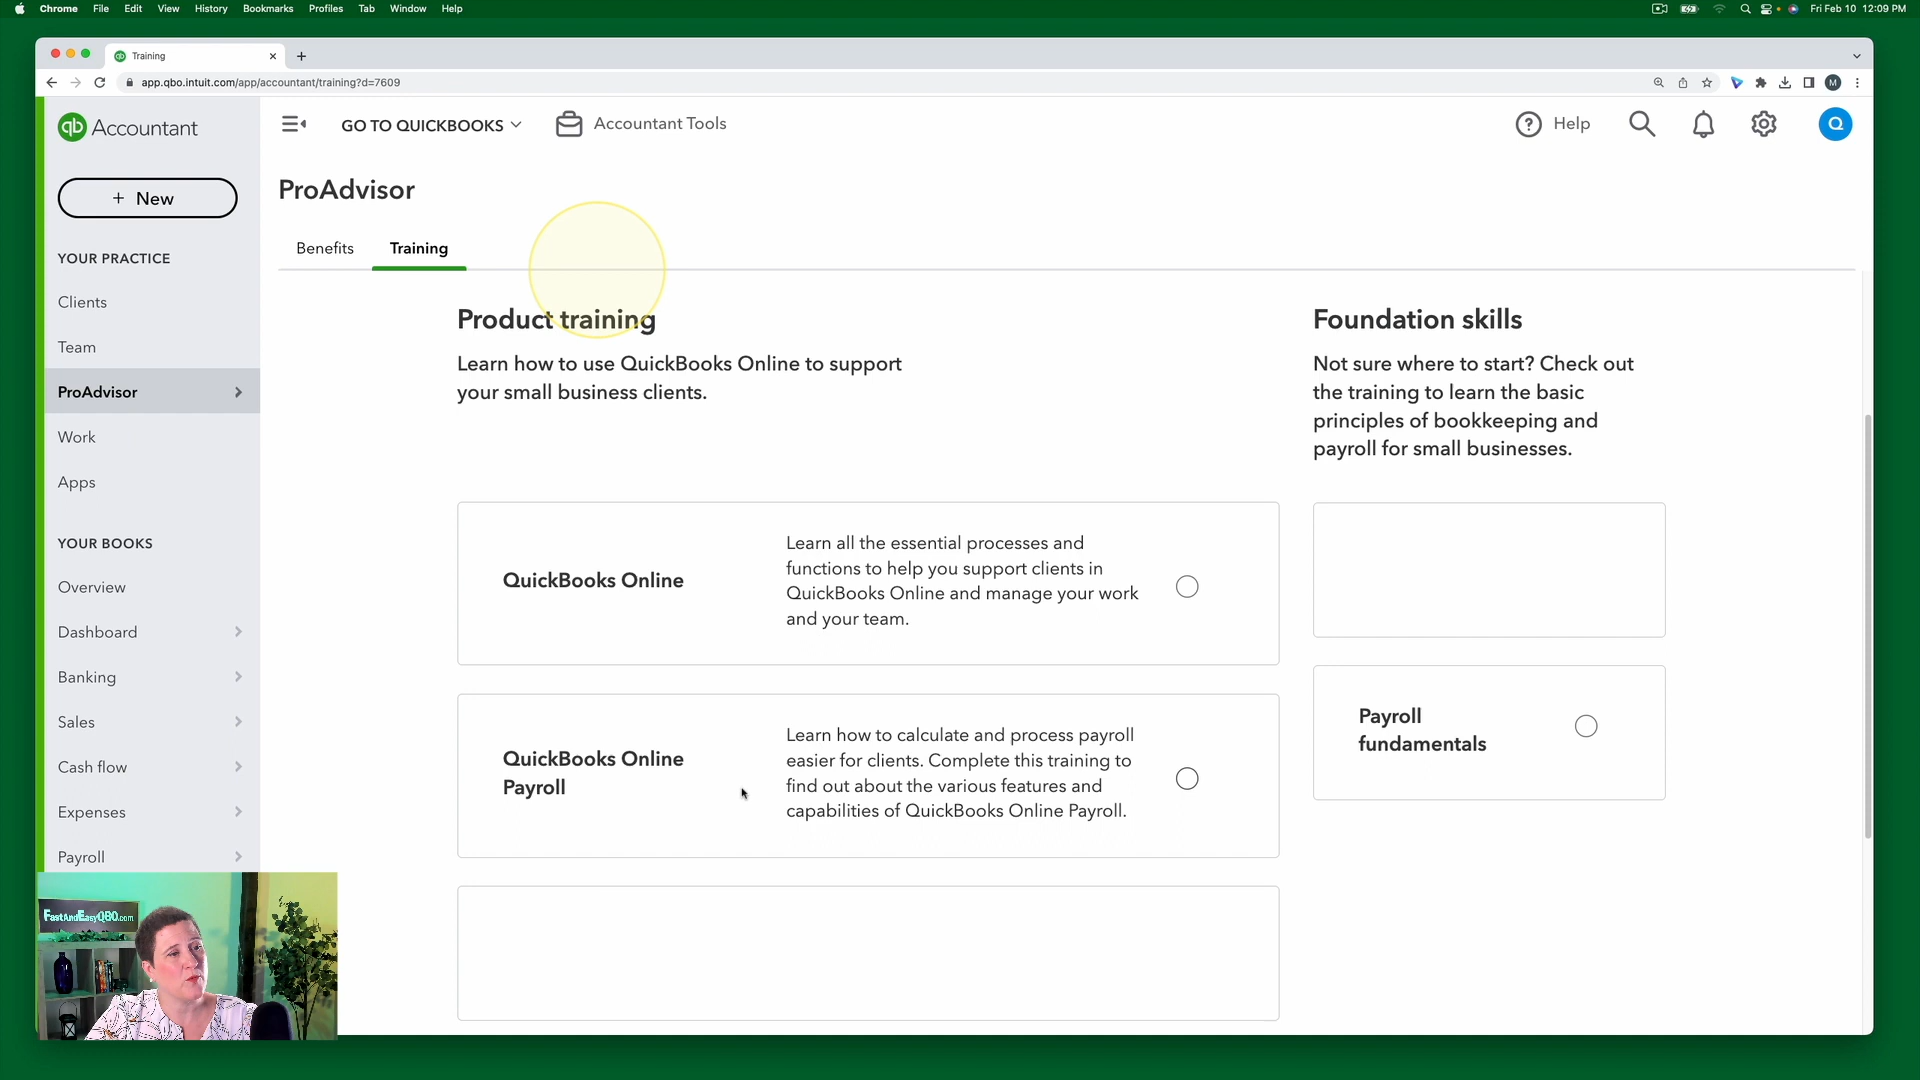 Chrome File Edit View History Bookmarks Profiles Tab Window Help
Fri Feb 10 12:09 PM
Training
app.qbo.intuit.com/app/accountant/training?d=7609
M
qb Accountant
GO TO QUICKBOOKS
Accountant Tools
Help
Q
+ New
ProAdvisor
Benefits
Training
YOUR PRACTICE
Clients
Team
ProAdvisor
Work
Apps
YOUR BOOKS
Overview
Dashboard
Banking
Sales
Cash flow
Expenses
Payroll
Product training
Learn how to use QuickBooks Online to support
your small business clients.
QuickBooks Online
Learn all the essential processes and
functions to help you support clients in
QuickBooks Online and manage your work
and your team.
QuickBooks Online
Payroll
Learn how to calculate and process payroll
easier for clients. Complete this training to
find out about the various features and
capabilities of QuickBooks Online Payroll.
Foundation skills
Not sure where to start? Check out
the training to learn the basic
principles of bookkeeping and
payroll for small businesses.
Payroll
fundamentals
FastAndEasyQBO.com